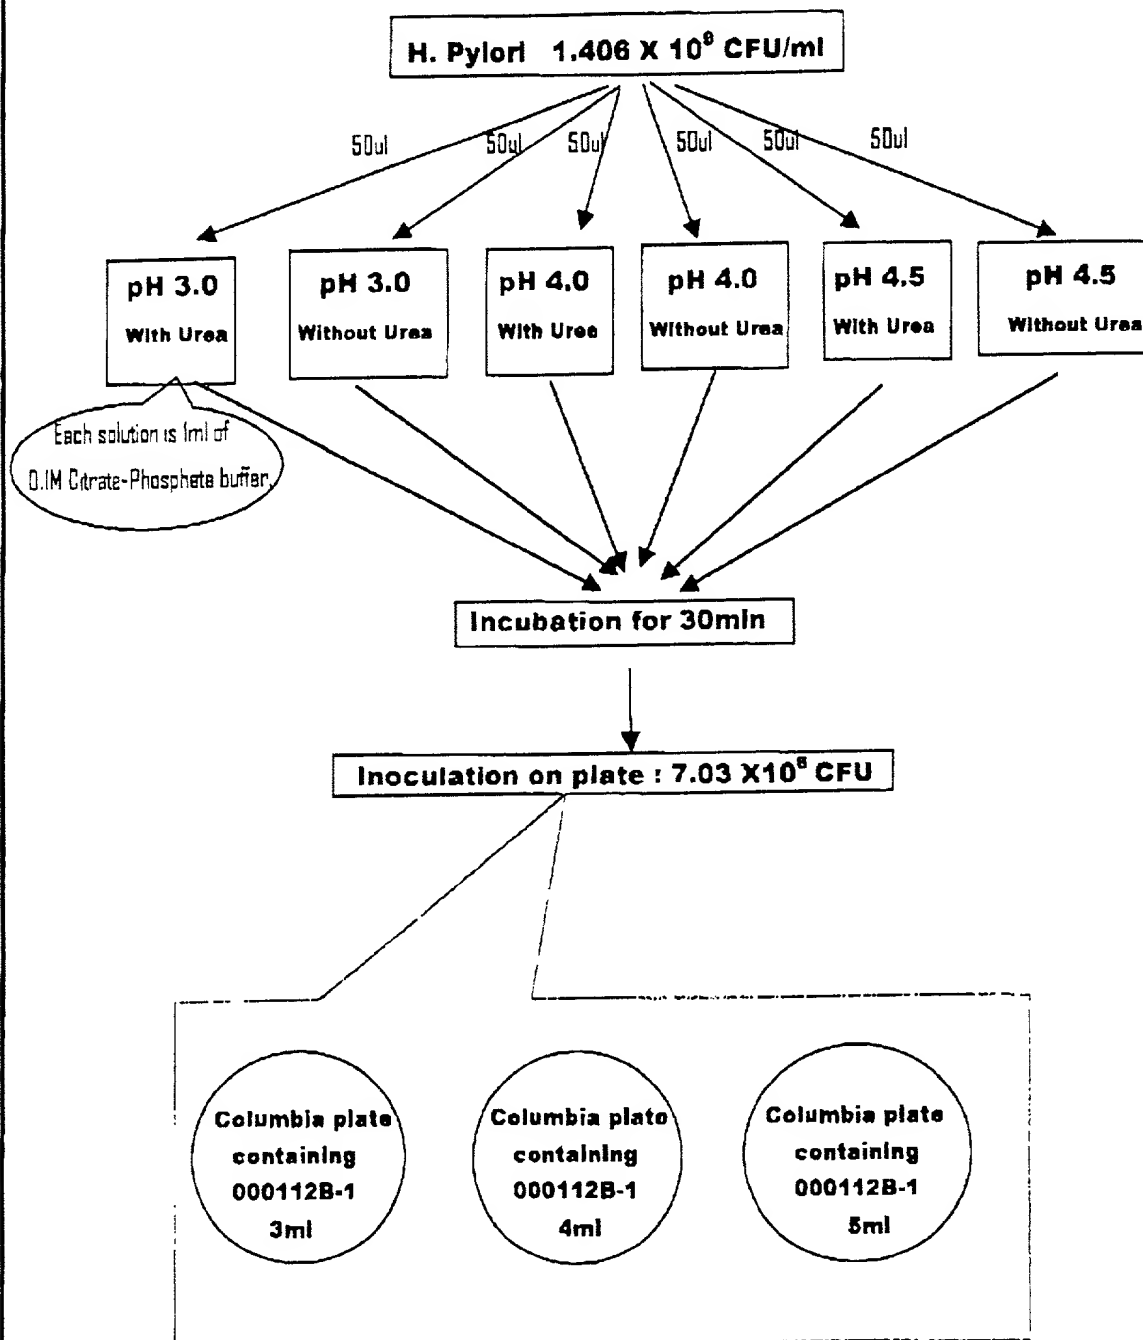 H. Pylori 1.406 X 10⁹ CFU/ml
50ul 50ul 50ul 50ul 50ul 50ul
pH 3.0
With Urea
pH 3.0
Without Urea
pH 4.0
With Urea
pH 4.0
Without Urea
pH 4.5
With Urea
pH 4.5
Without Urea
Each solution is 1ml of
0.1M Citrate-Phosphate buffer.
Incubation for 30min
Inoculation on plate : 7.03 X10⁶ CFU
Columbia plate
containing
000112B-1
3ml
Columbia plate
containing
000112B-1
4ml
Columbia plate
containing
000112B-1
5ml